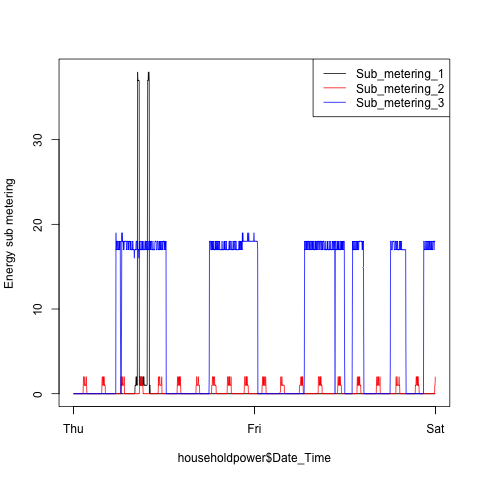 Sub_metering_1
Sub_metering_2
Sub_metering_3
30
20
10
0
Energy sub metering
Thu Fri Sat
householdpower$Date_Time